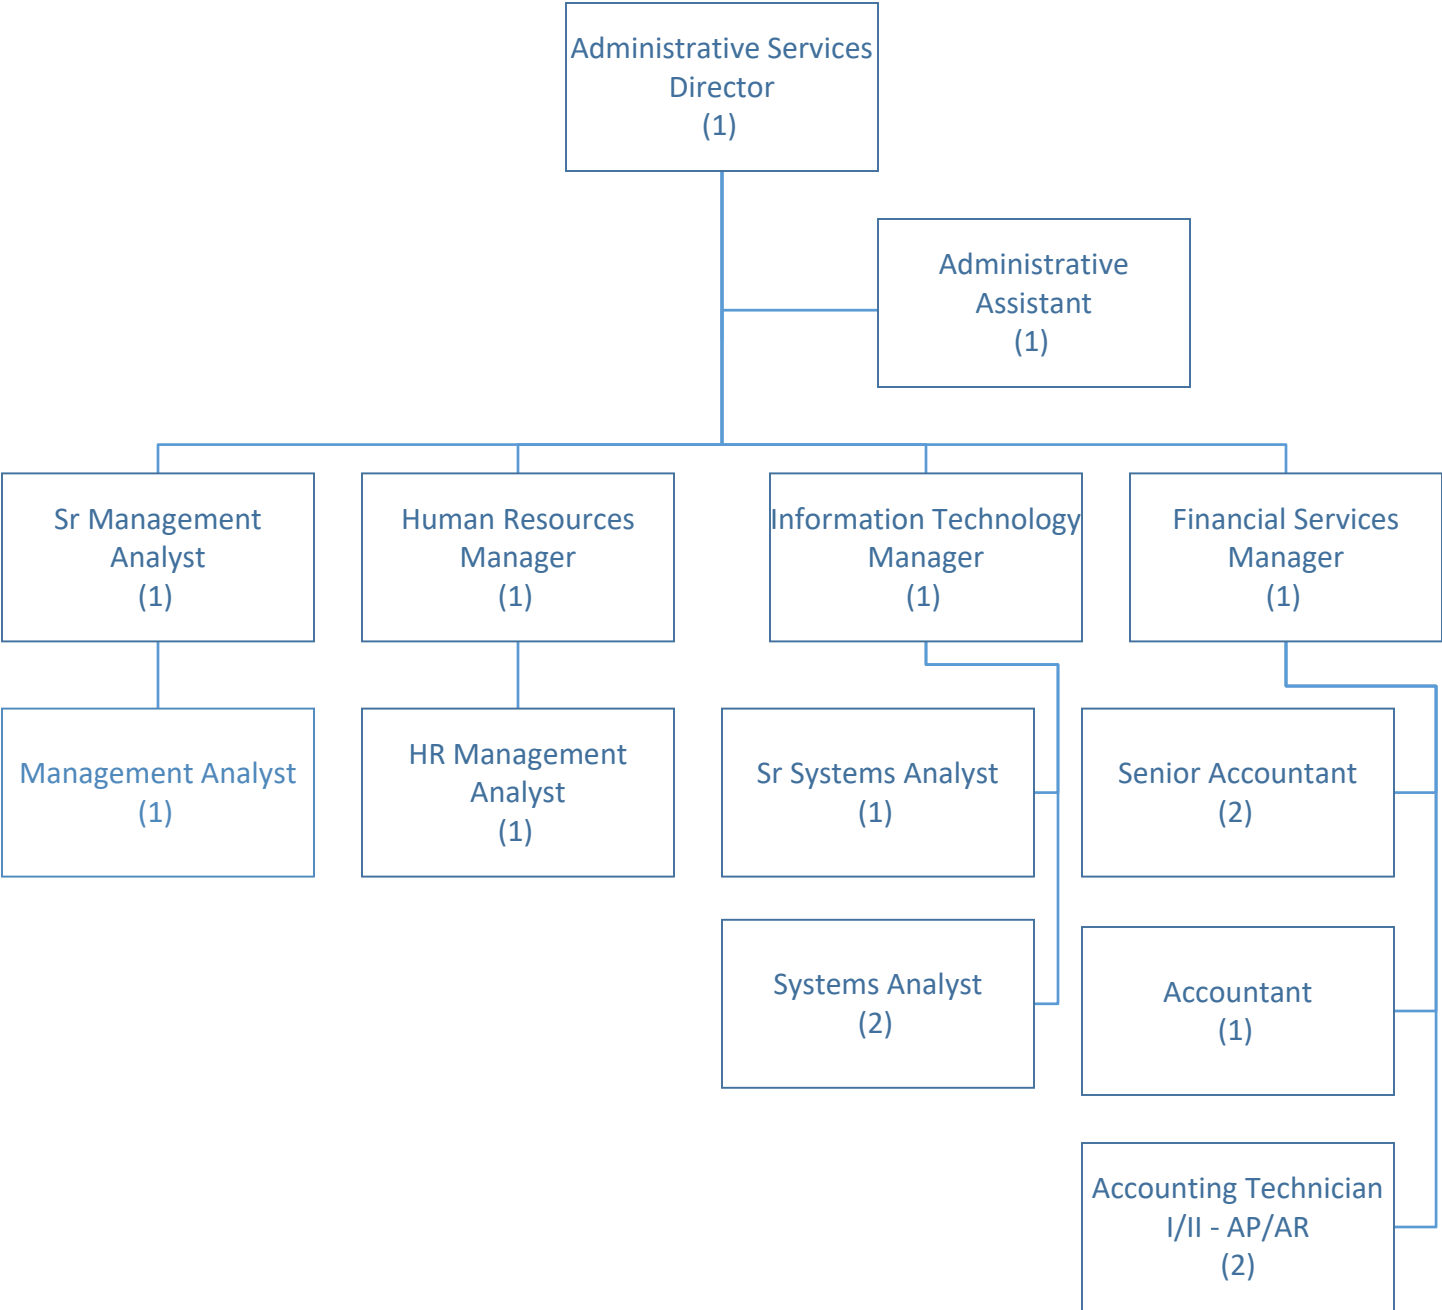 Administrative Services
Director
(1)
Administrative
Assistant
(1)
Sr Management
Analyst
(1)
Human Resources
Manager
(1)
Information Technology
Manager
(1)
Financial Services
Manager
(1)
Management Analyst
(1)
HR Management
Analyst
(1)
Sr Systems Analyst
(1)
Senior Accountant
(2)
Systems Analyst
(2)
Accountant
(1)
Accounting Technician
I/II - AP/AR
(2)